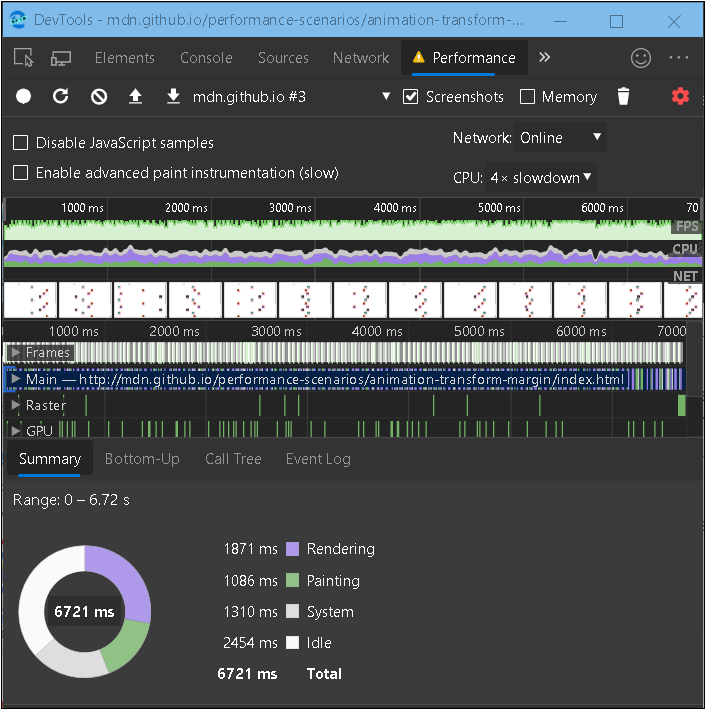 DevTools - mdn.github.io/performance-scenarios/animation-transform-...
Elements Console Sources Network Performance »
mdn.github.io #3 Screenshots Memory
Disable JavaScript samples Network: Online
Enable advanced paint instrumentation (slow)
CPU: 4× slowdown
1000 ms 2000 ms 3000 ms 4000 ms 5000 ms 6000 ms 70
FPS
CPU
NET
1000 ms 2000 ms 3000 ms 4000 ms 5000 ms 6000 ms 7000
Frames
Main — http://mdn.github.io/performance-scenarios/animation-transform-margin/index.html
Raster
GPU
Summary Bottom-Up Call Tree Event Log
Range: 0 – 6.72 s
1871 ms Rendering
1086 ms Painting
6721 ms 1310 ms System
2454 ms Idle
6721 ms Total